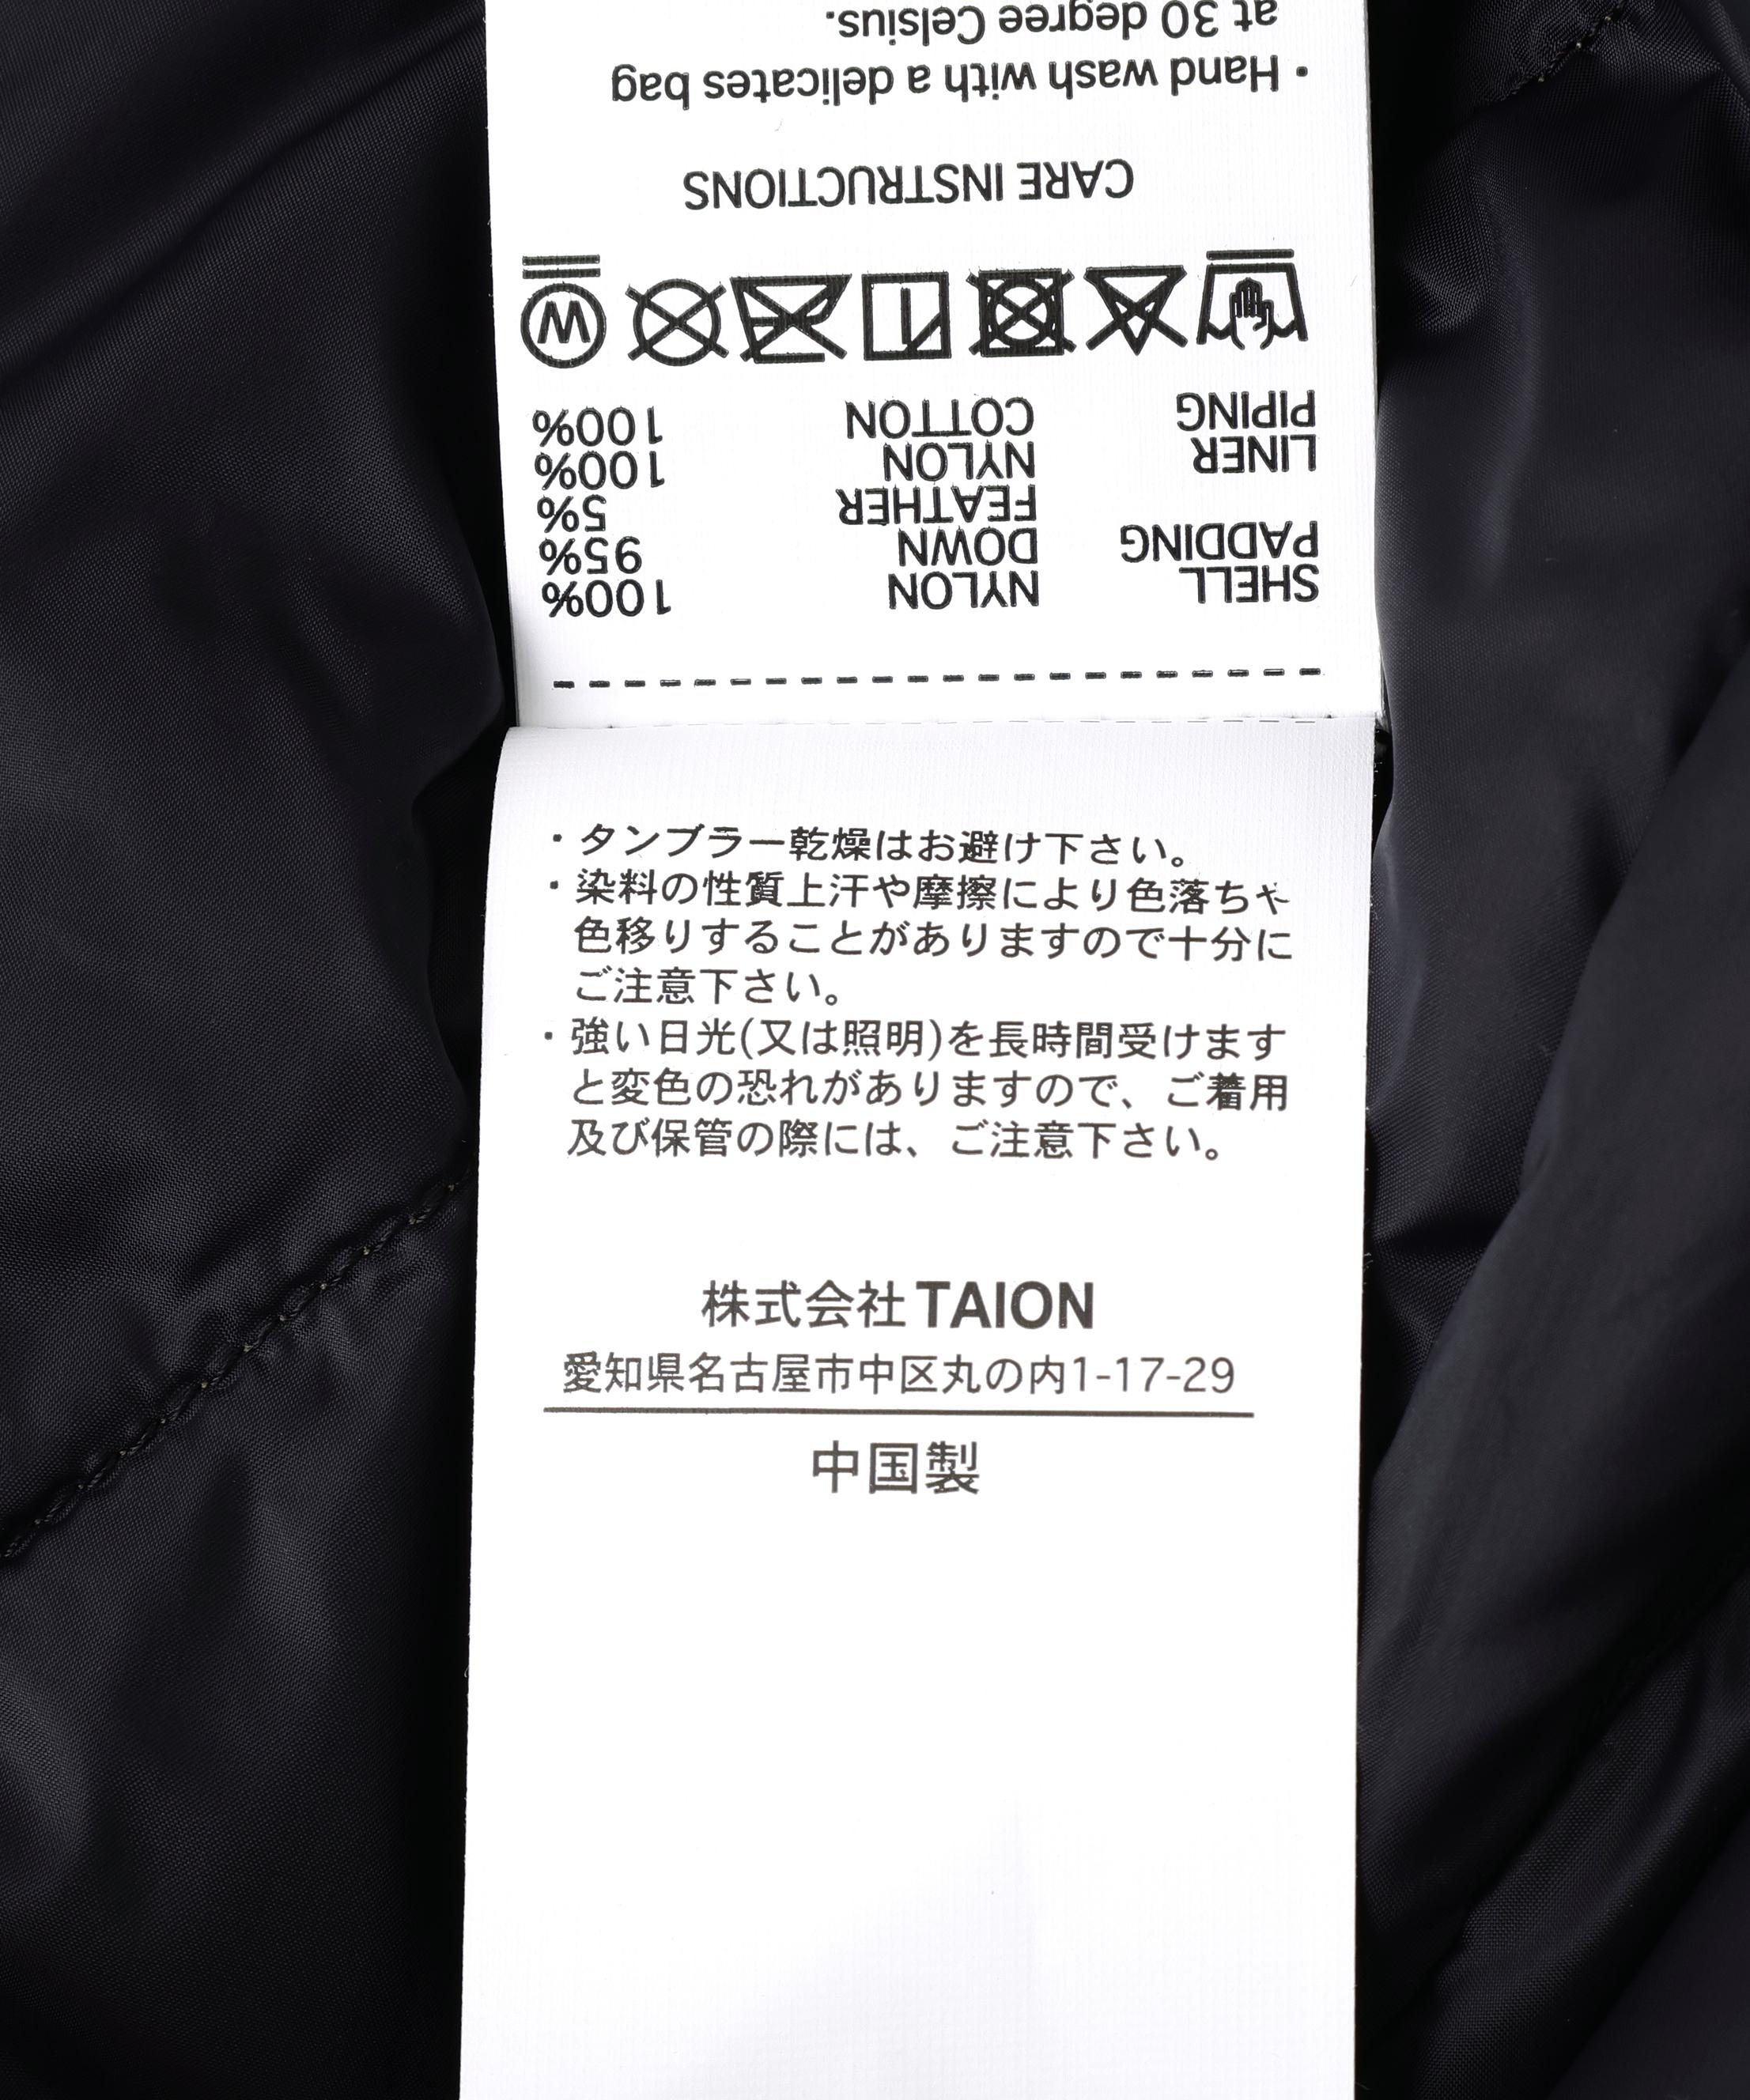 SHELL NYLON 100%
PADDING DOWN 95%
FEATHER 5%
LINER NYLON 100%
PIPING COTTON 100%
W
CARE INSTRUCTIONS
・Hand wash with a delicates bag
at 30 degree Celsius.
・タンブラー乾燥はお避け下さい。
・染料の性質上汗や摩擦により色落ちや
色移りすることがありますので十分に
ご注意下さい。
・強い日光(又は照明)を長時間受けます
と変色の恐れがありますので、ご着用
及び保管の際には、ご注意下さい。
株式会社TAION
愛知県名古屋市中区丸の内1-17-29
中国製